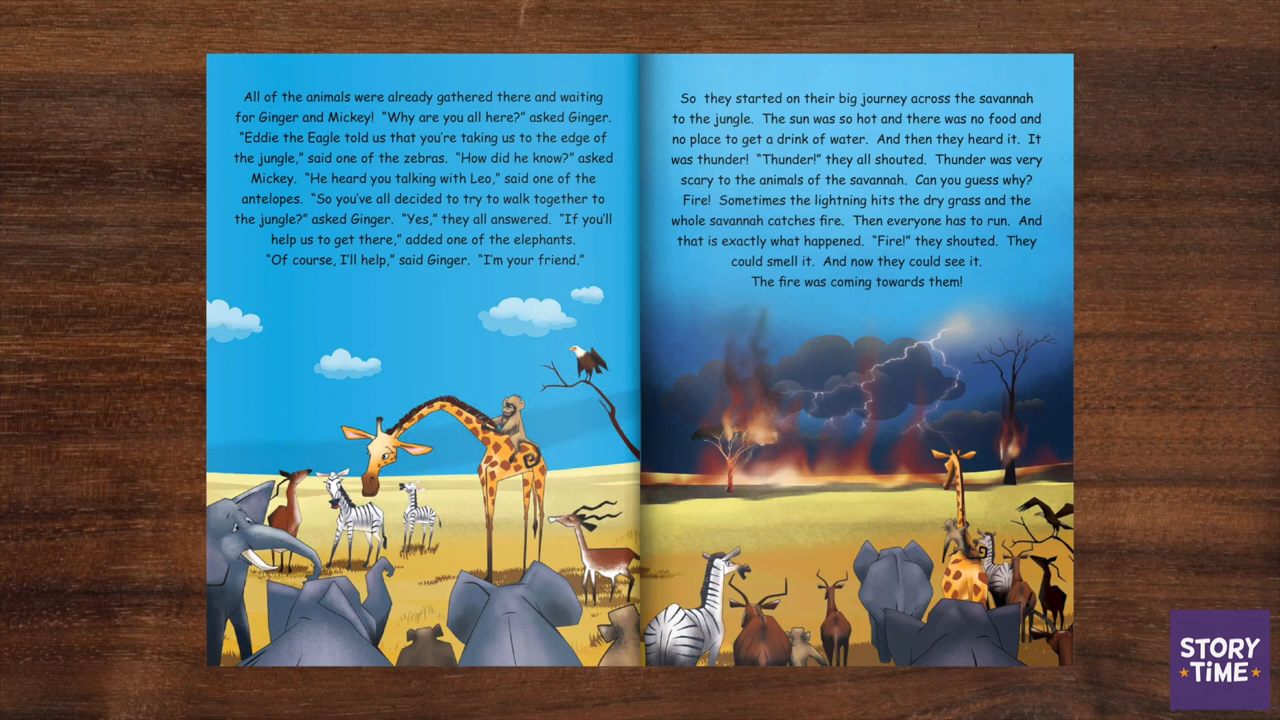 All of the animals were already gathered there and waiting
for Ginger and Mickey! “Why are you all here?” asked Ginger.
“Eddie the Eagle told us that you’re taking us to the edge of
the jungle,” said one of the zebras. “How did he know?” asked
Mickey. “He heard you talking with Leo,” said one of the
antelopes. “So you’ve all decided to try to walk together to
the jungle?” asked Ginger. “Yes,” they all answered. “If you’ll
help us to get there,” added one of the elephants.
“Of course, I’ll help,” said Ginger. “I’m your friend.”
So they started on their big journey across the savannah
to the jungle. The sun was so hot and there was no food and
no place to get a drink of water. And then they heard it. It
was thunder! “Thunder!” they all shouted. Thunder was very
scary to the animals of the savannah. Can you guess why?
Fire! Sometimes the lightning hits the dry grass and the
whole savannah catches fire. Then everyone has to run. And
that is exactly what happened. “Fire!” they shouted. They
could smell it. And now they could see it.
The fire was coming towards them!
STORY
TiME